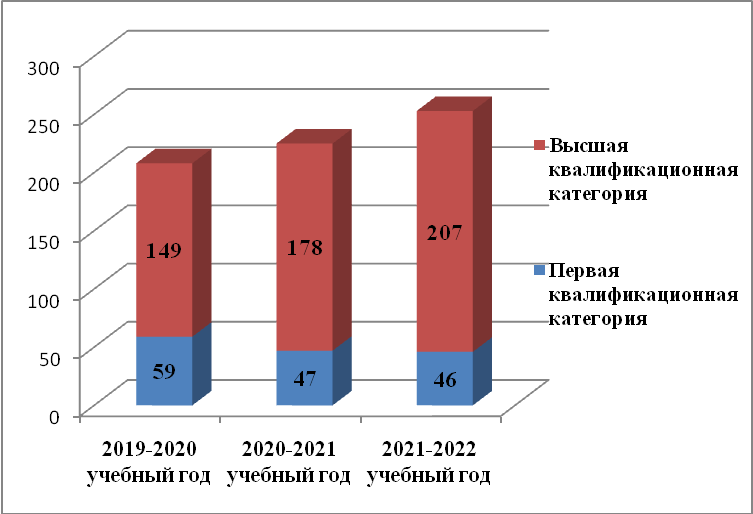 300
250
200
150
100
50
0
149
178
207
59
47
46
2019-2020
учебный год
2020-2021
учебный год
2021-2022
учебный год
Высшая
квалификационная
категория
Первая
квалификационная
категория